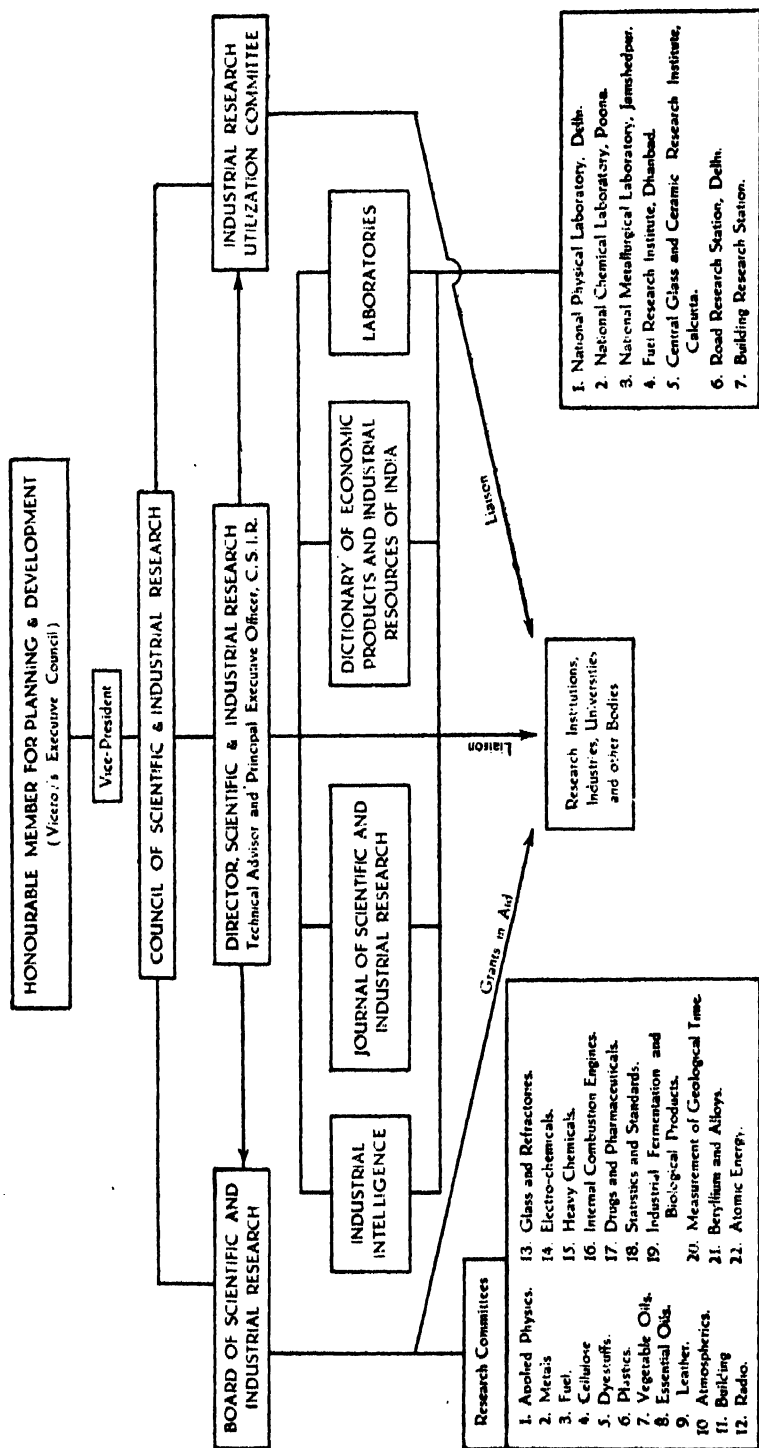 HONOURABLE MEMBER FOR PLANNING & DEVELOPMENT
(Viceroy's Executive Council)
Vice-President
COUNCIL OF SCIENTIFIC & INDUSTRIAL RESEARCH
BOARD OF SCIENTIFIC AND
INDUSTRIAL RESEARCH
DIRECTOR, SCIENTIFIC & INDUSTRIAL RESEARCH
Technical Advisor and Principal Executive Officer, C.S.I.R.
INDUSTRIAL RESEARCH
UTILIZATION COMMITTEE
INDUSTRIAL
INTELLIGENCE
JOURNAL OF SCIENTIFIC AND
INDUSTRIAL RESEARCH
DICTIONARY OF ECONOMIC
PRODUCTS AND INDUSTRIAL
RESOURCES OF INDIA
LABORATORIES
Grants in Aid
Liaison
Liaison
Research Institutions,
Industries, Universities
and other Bodies
Research Committees
1. Applied Physics.
2. Metals
3. Fuel.
4. Cellulose
5. Dyestuffs.
6. Plastics.
7. Vegetable Oils.
8. Essential Oils.
9. Leather.
10 Atmospherics.
11. Building
12. Radio.
13. Glass and Refractories.
14. Electro-chemicals.
15. Heavy Chemicals.
16. Internal Combustion Engines.
17. Drugs and Pharmaceuticals.
18. Statistics and Standards.
19. Industrial Fermentation and
Biological Products.
20. Measurement of Geological Time.
21. Beryllium and Alloys.
22. Atomic Energy.
1. National Physical Laboratory, Delhi.
2. National Chemical Laboratory, Poona.
3. National Metallurgical Laboratory, Jamshedpur.
4. Fuel Research Institute, Dhanbad.
5. Central Glass and Ceramic Research Institute,
Calcutta.
6. Road Research Station, Delhi.
7. Building Research Station.